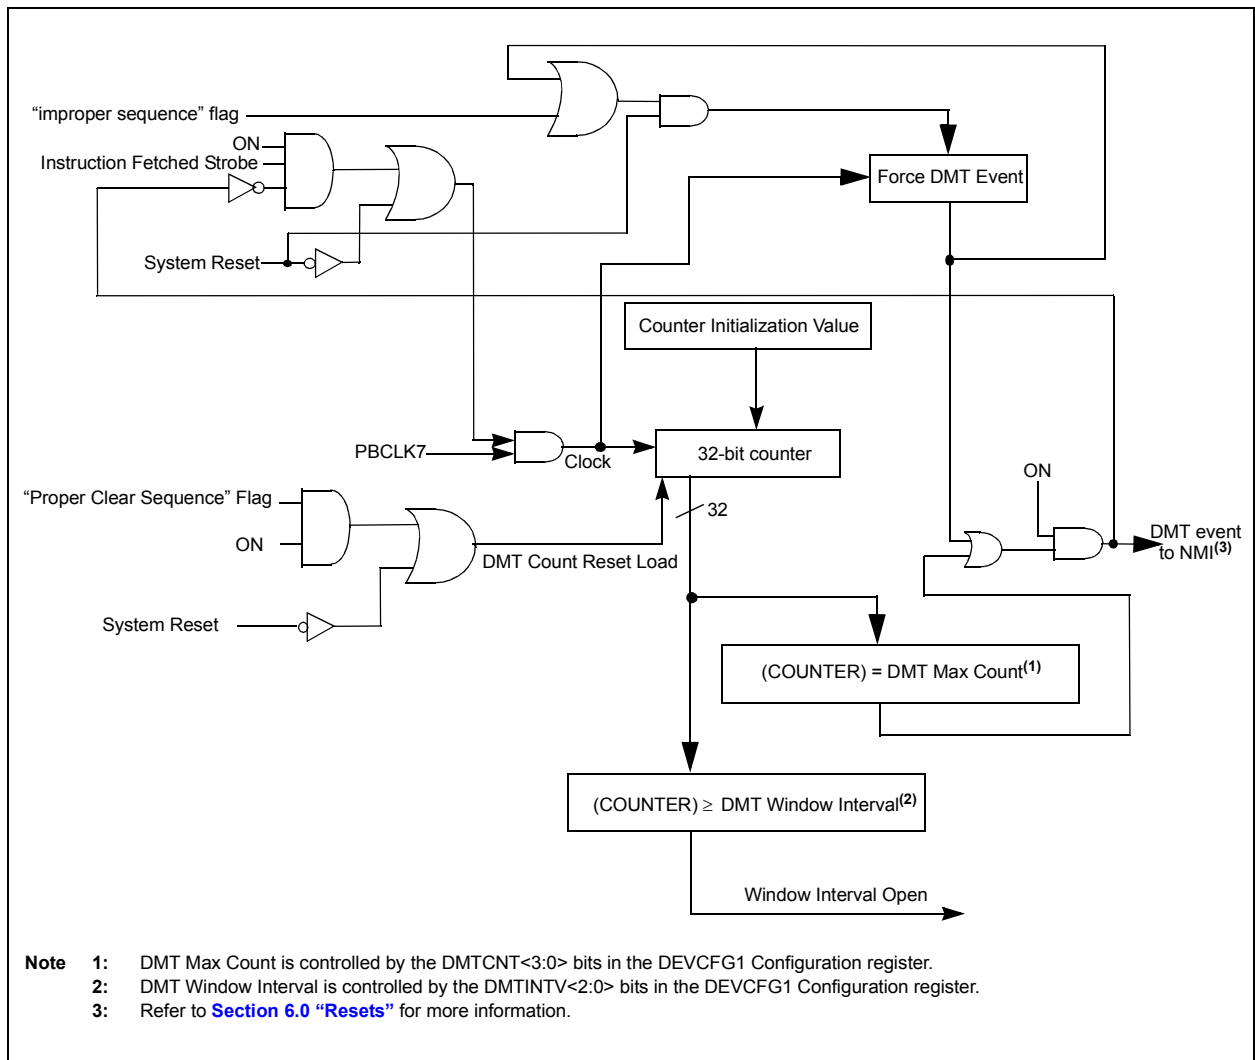 “improper sequence” flag
ON
Instruction Fetched Strobe
Force DMT Event
System Reset
Counter Initialization Value
PBCLK7
Clock
32-bit counter
“Proper Clear Sequence” Flag
ON
32
ON
DMT event
to NMI(3)
DMT Count Reset Load
System Reset
(COUNTER) = DMT Max Count(1)
(COUNTER) ≥ DMT Window Interval(2)
Window Interval Open
Note 1: DMT Max Count is controlled by the DMTCNT<3:0> bits in the DEVCFG1 Configuration register.
2: DMT Window Interval is controlled by the DMTINTV<2:0> bits in the DEVCFG1 Configuration register.
3: Refer to Section 6.0 “Resets” for more information.